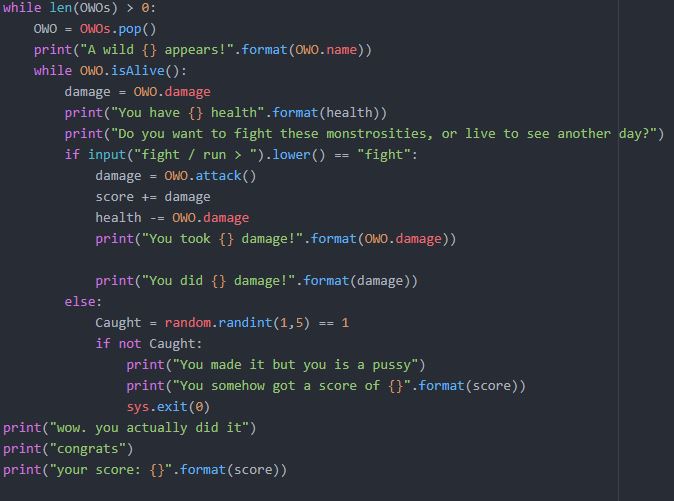 while len(OWOs) > 0:
    OWO = OWOs.pop()
    print("A wild {} appears!".format(OWO.name))
    while OWO.isAlive():
        damage = OWO.damage
        print("You have {} health".format(health))
        print("Do you want to fight these monstrosities, or live to see another day?")
        if input("fight / run > ").lower() == "fight":
            damage = OWO.attack()
            score += damage
            health -= OWO.damage
            print("You took {} damage!".format(OWO.damage))

            print("You did {} damage!".format(damage))
        else:
            Caught = random.randint(1,5) == 1
            if not Caught:
                print("You made it but you is a pussy")
                print("You somehow got a score of {}".format(score))
                sys.exit(0)
print("wow. you actually did it")
print("congrats")
print("your score: {}".format(score))